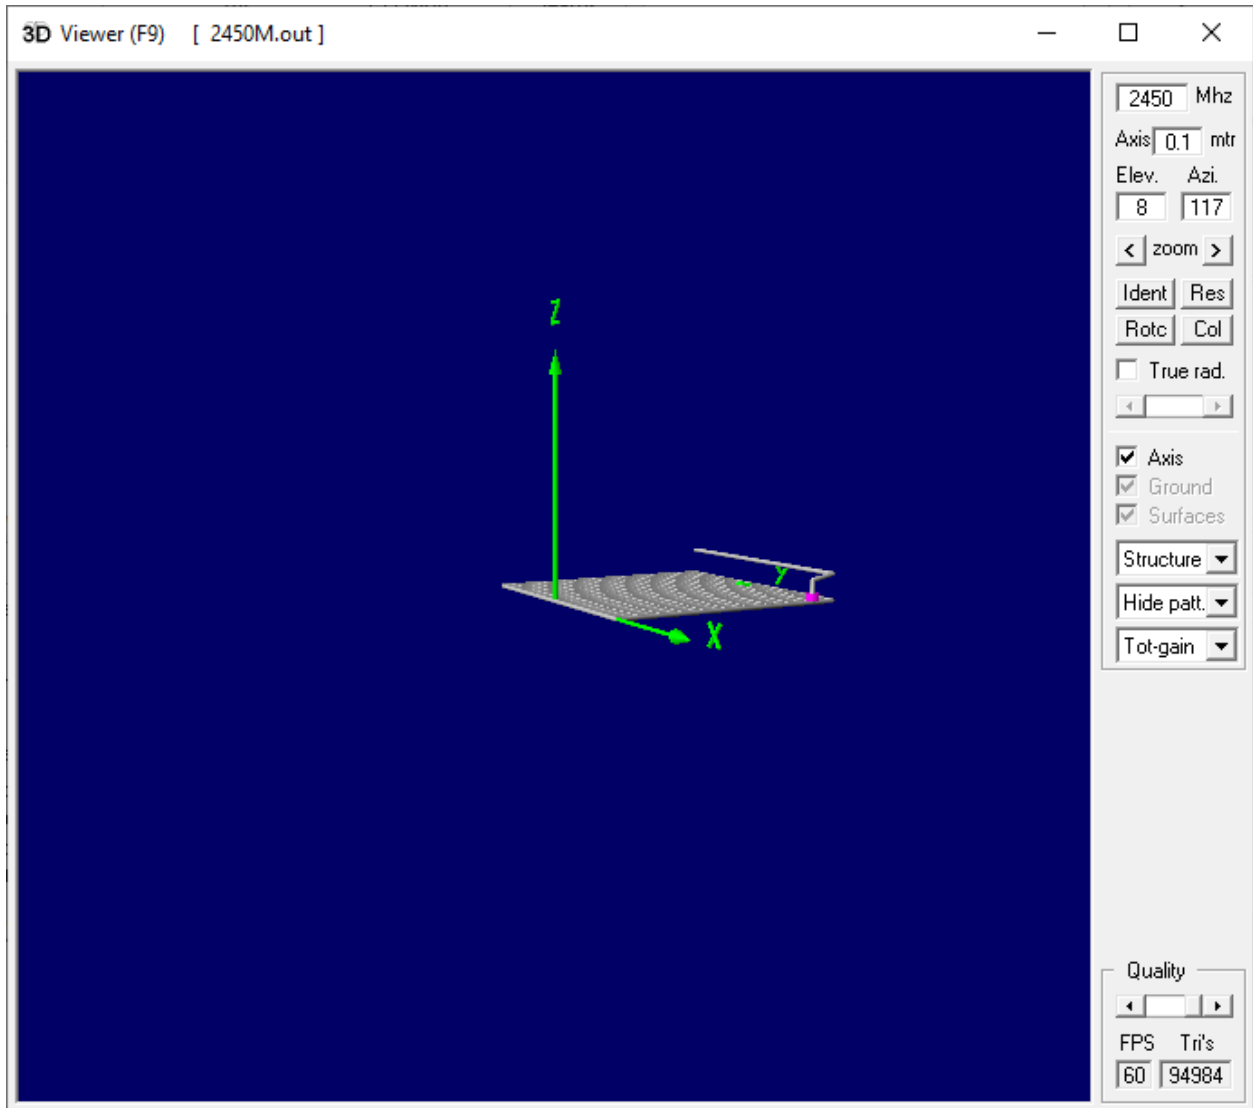 3D Viewer (F9) [ 2450M.out ]
2450 Mhz
Axis 0.1 mtr
Elev. Azi.
8 117
< zoom >
Ident Res
Rotc Col
True rad.
Axis
Ground
Surfaces
Structure
Hide patt.
Tot-gain
Z
y
X
Quality
FPS Tri's
60 94984